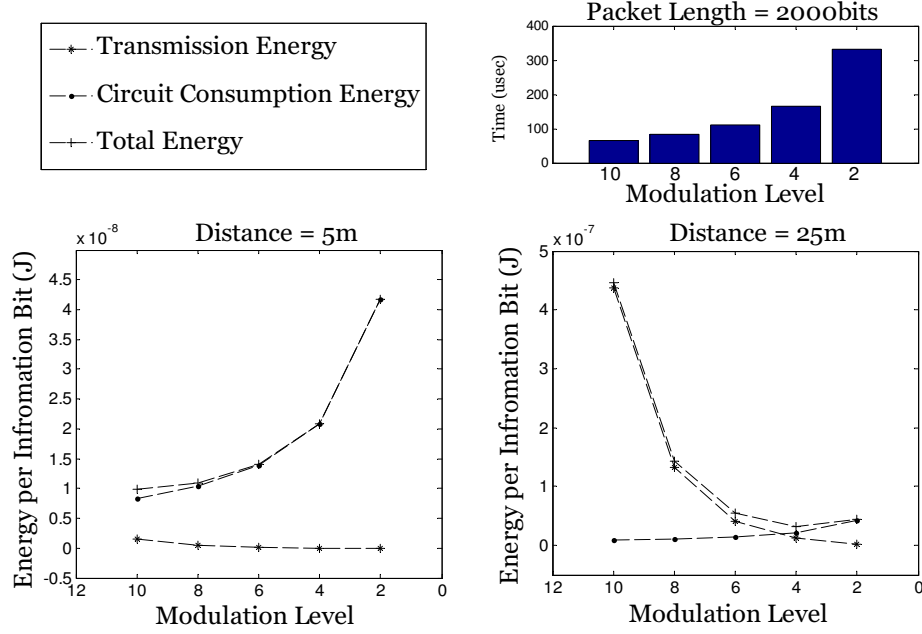 Transmission Energy
Circuit Consumption Energy
Total Energy
Packet Length = 2000bits
400
300
200
100
0
Time (usec)
10 8 6 4 2
Modulation Level
x 10⁻⁸
Distance = 5m
4.5
4
3.5
3
2.5
2
1.5
1
0.5
0
-0.5
Energy per Infromation Bit (J)
12 10 8 6 4 2 0
Modulation Level
x 10⁻⁷
Distance = 25m
5
4
3
2
1
0
Energy per Infromation Bit (J)
12 10 8 6 4 2 0
Modulation Level